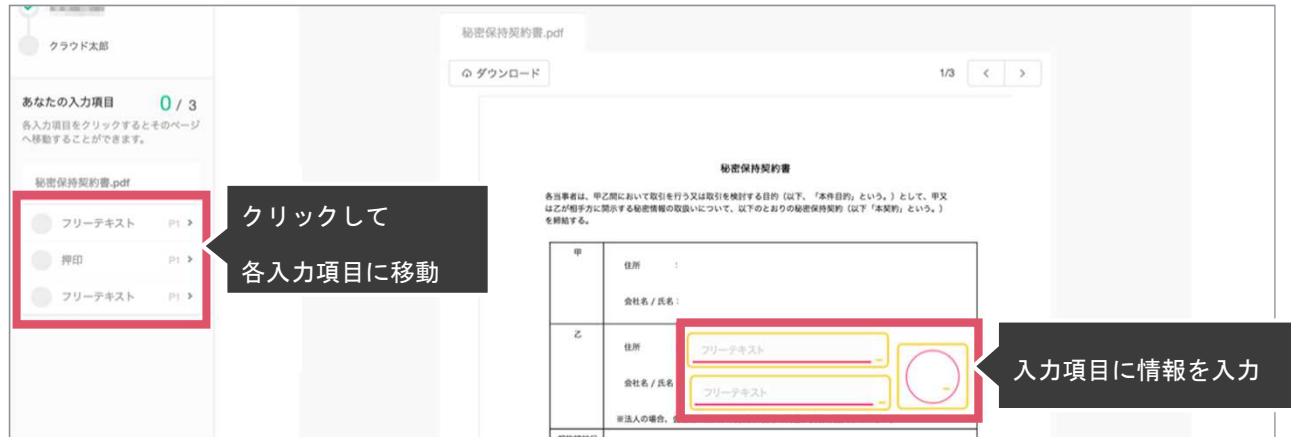 クラウド太郎
あなたの入力項目 0 / 3
各入力項目をクリックするとそのページ
へ移動することができます。
秘密保持契約書.pdf
フリーテキスト P1
押印 P1
フリーテキスト P1
クリックして
各入力項目に移動
秘密保持契約書.pdf
ダウンロード
1/3
秘密保持契約書
各当事者は、甲乙間において取引を行う又は取引を検討する目的（以下、「本件目的」という。）として、甲又
は乙が相手方に開示する秘密情報の取扱いについて、以下のとおりの秘密保持契約（以下「本契約」という。）
を締結する。
甲
住所 :
会社名 / 氏名 :
乙
住所
フリーテキスト
会社名 / 氏名
フリーテキスト
※法人の場合、
入力項目に情報を入力